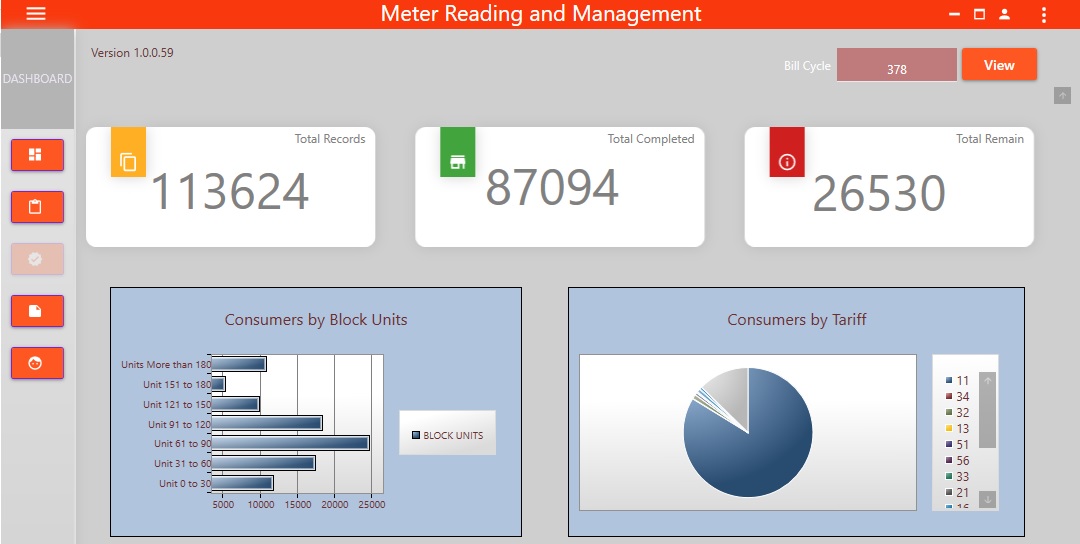 Meter Reading and Management
DASHBOARD
Version 1.0.0.59
Bill Cycle
378
View
Total Records
113624
Total Completed
87094
Total Remain
26530
Consumers by Block Units
Units More than 180
Unit 151 to 180
Unit 121 to 150
Unit 91 to 120
Unit 61 to 90
Unit 31 to 60
Unit 0 to 30
5000 10000 15000 20000 25000
BLOCK UNITS
Consumers by Tariff
11
34
32
13
51
56
33
21